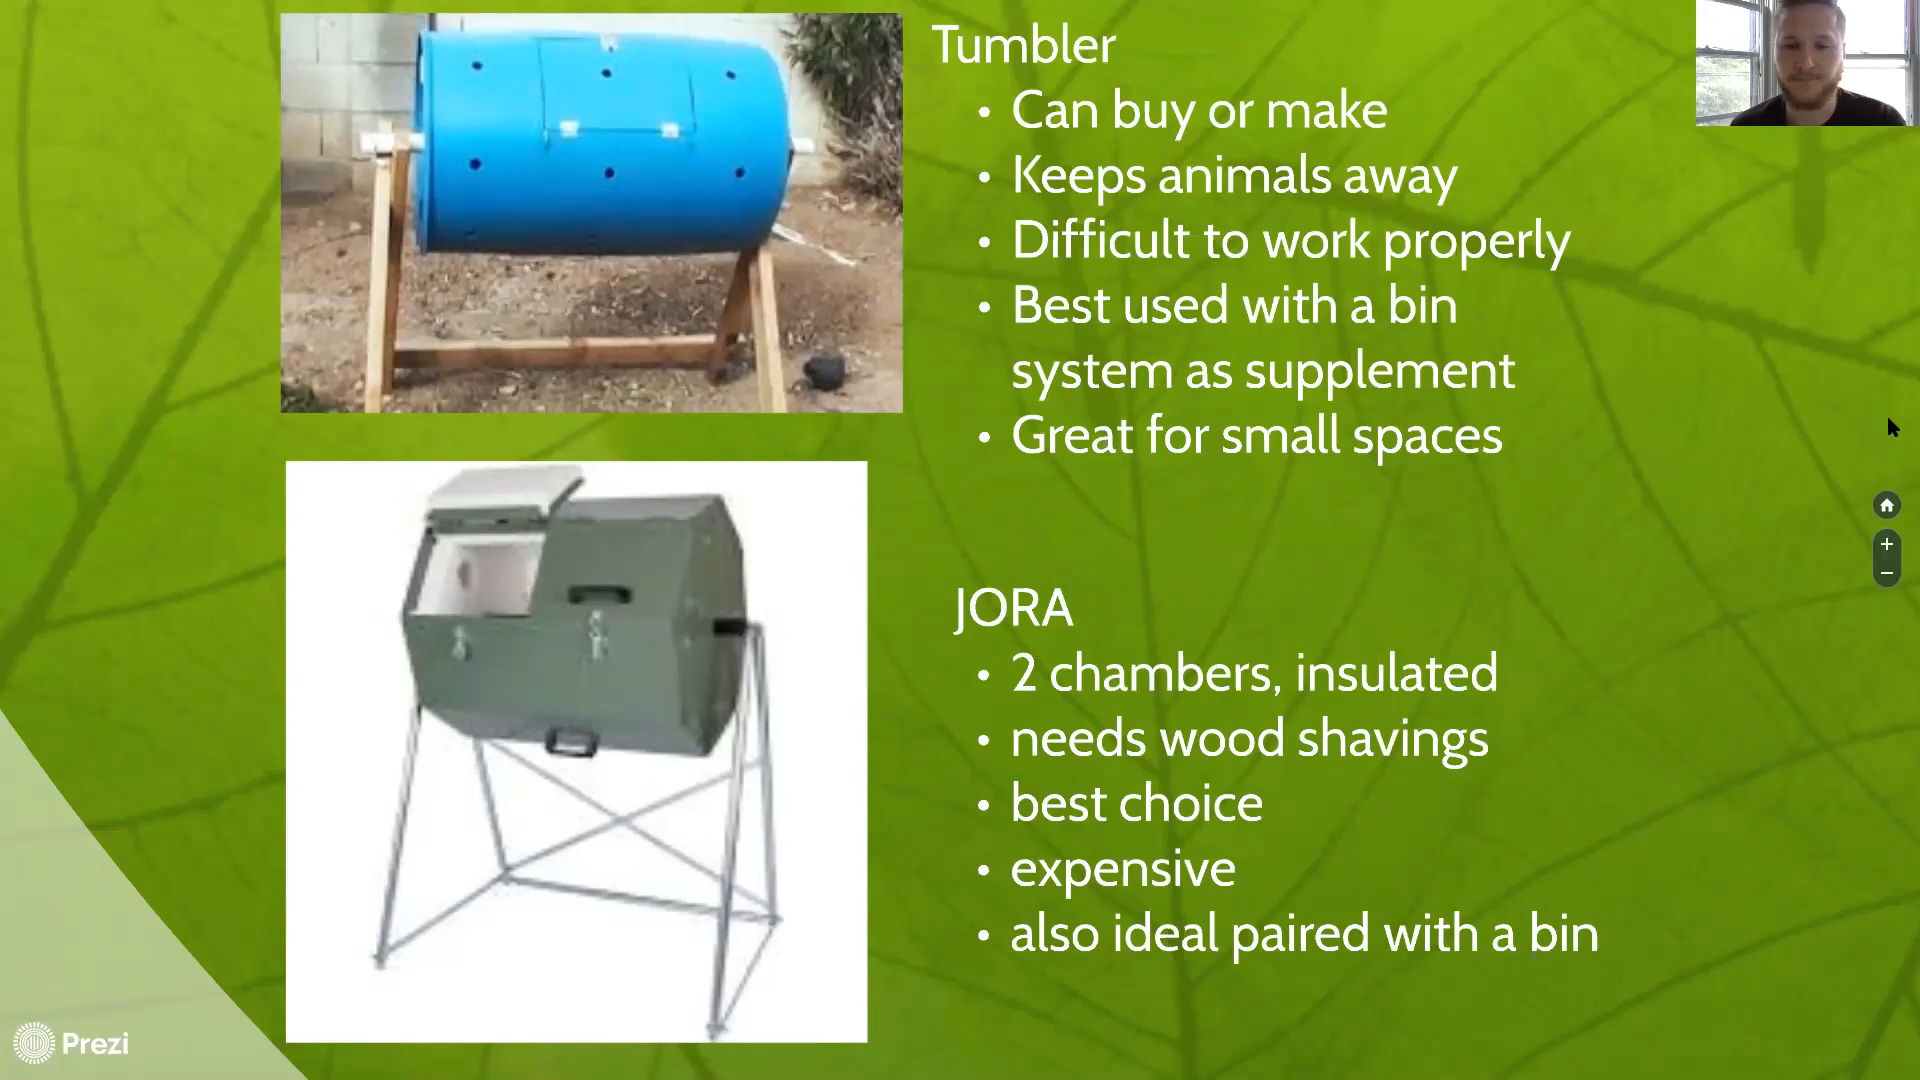 Tumbler
• Can buy or make
• Keeps animals away
• Difficult to work properly
• Best used with a bin
system as supplement
• Great for small spaces
JORA
• 2 chambers, insulated
• needs wood shavings
• best choice
• expensive
• also ideal paired with a bin
Prezi